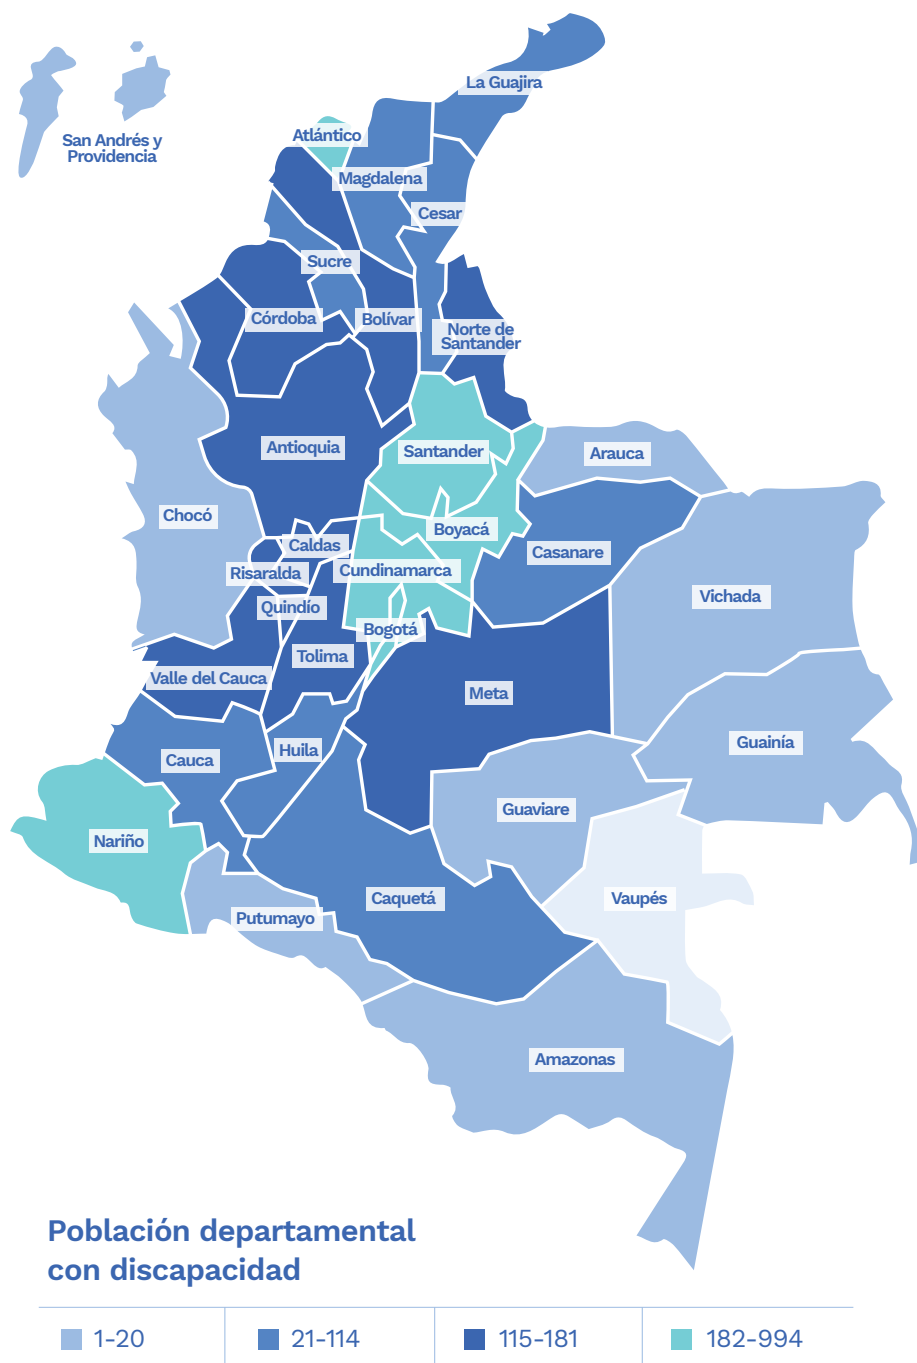 La Guajira
Atlántico
San Andrés y
Providencia
Magdalena
Cesar
Sucre
Córdoba
Bolívar
Norte de
Santander
Antioquia
Santander
Arauca
Chocó
Boyacá
Caldas
Casanare
Risaralda
Cundinamarca
Quindío
Vichada
Bogotá
Tolima
Valle del Cauca
Meta
Guainía
Huila
Cauca
Guaviare
Nariño
Caquetá
Vaupés
Putumayo
Amazonas
Población departamental
con discapacidad
1-20
21-114
115-181
182-994